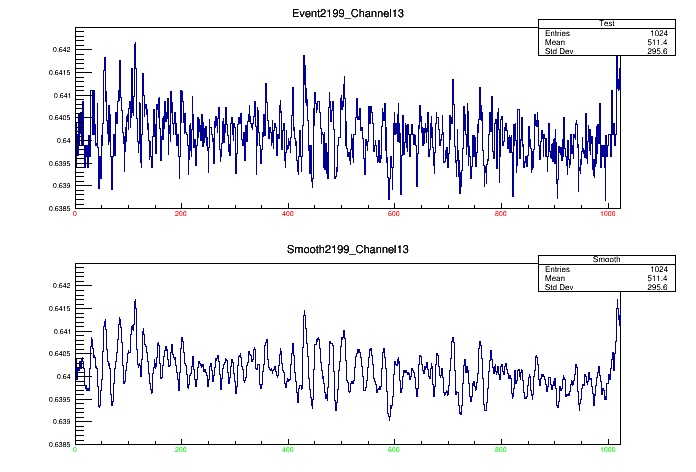 Event2199_Channel13
Test
Entries 1024
Mean 511.4
Std Dev 295.6
0.642
0.6415
0.641
0.6405
0.64
0.6395
0.639
0.6385
0 200 400 600 800 1000
Smooth2199_Channel13
Smooth
Entries 1024
Mean 511.4
Std Dev 295.6
0.642
0.6415
0.641
0.6405
0.64
0.6395
0.639
0.6385
0 200 400 600 800 1000